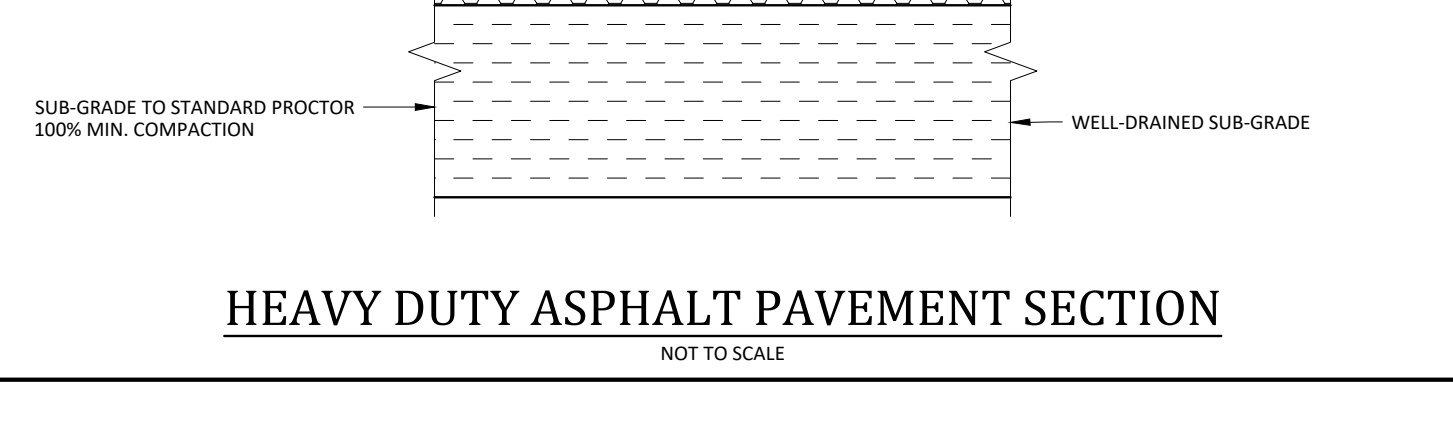 SUB-GRADE TO STANDARD PROCTOR
100% MIN. COMPACTION
WELL-DRAINED SUB-GRADE
HEAVY DUTY ASPHALT PAVEMENT SECTION
NOT TO SCALE